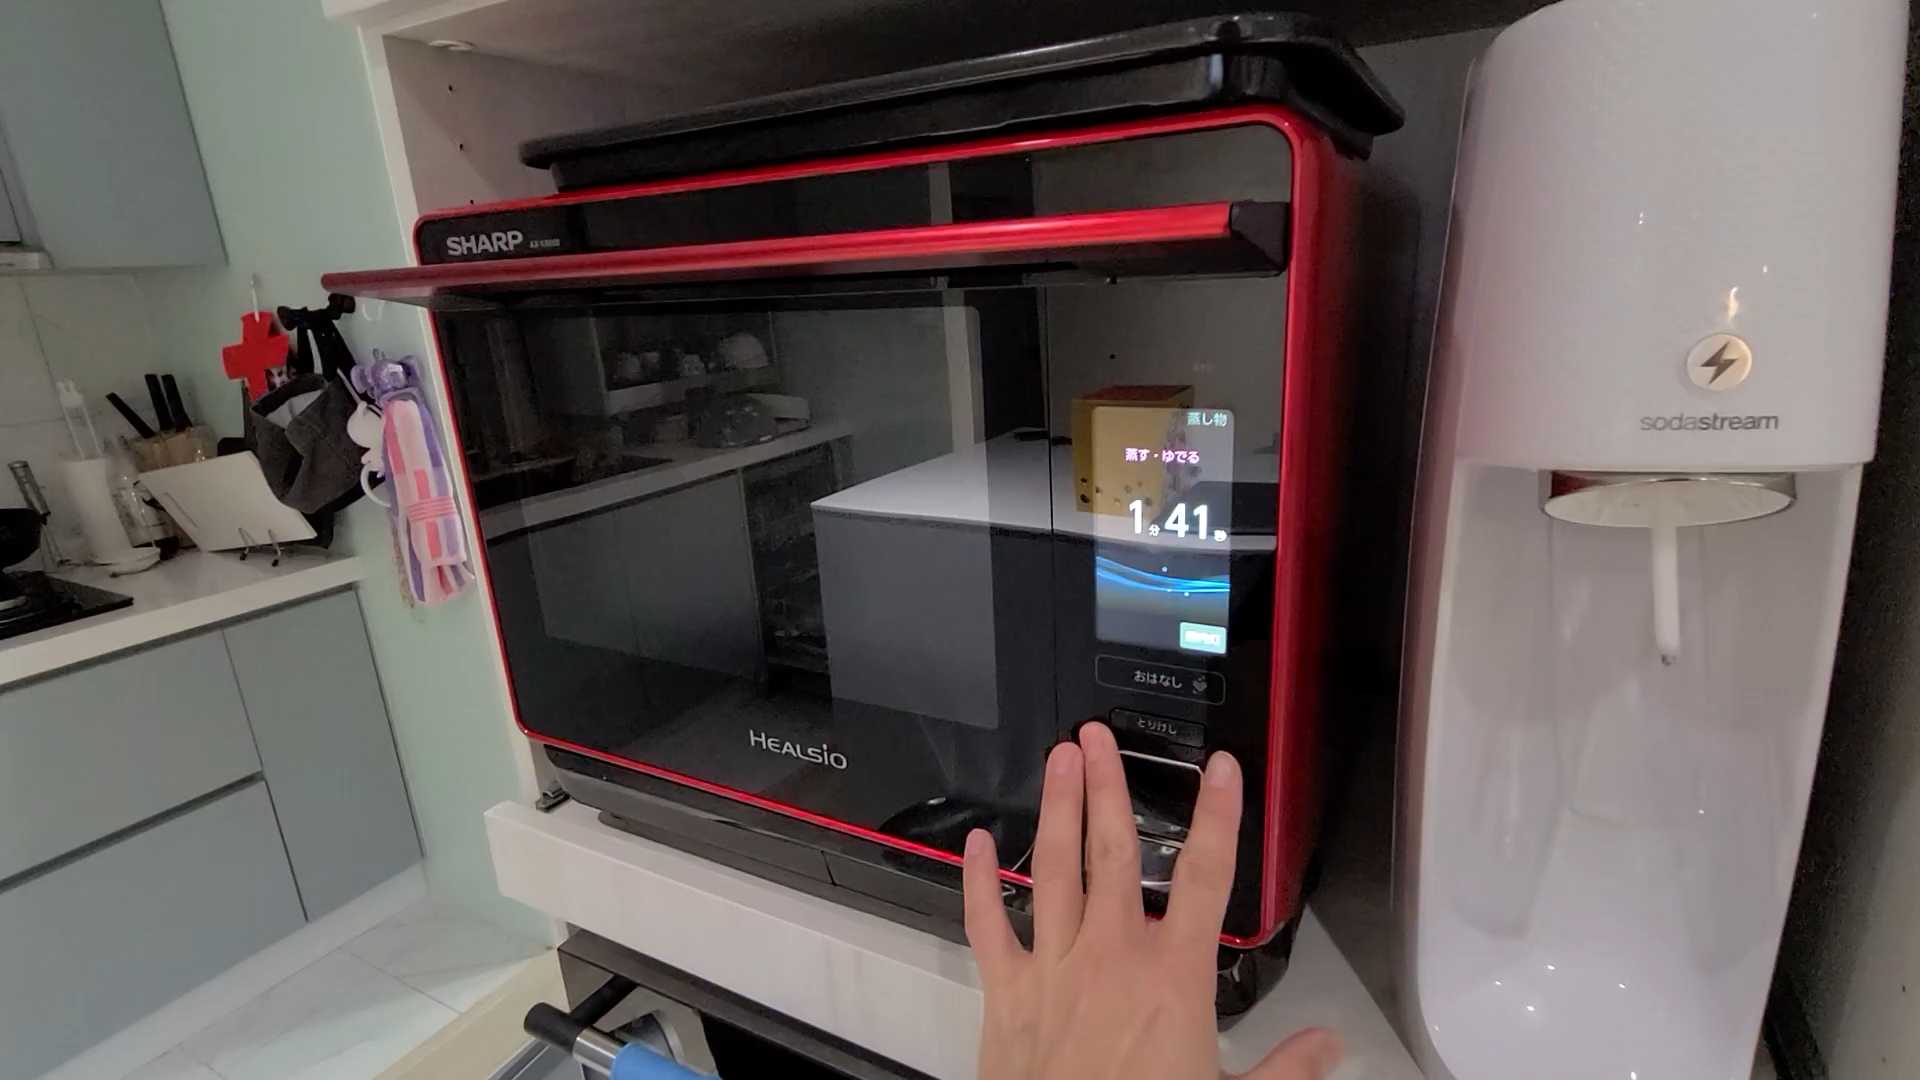 SHARP
蒸し物
蒸す・ゆでる
1分41秒
おはなし
とりけし
HEALSIO
sodastream